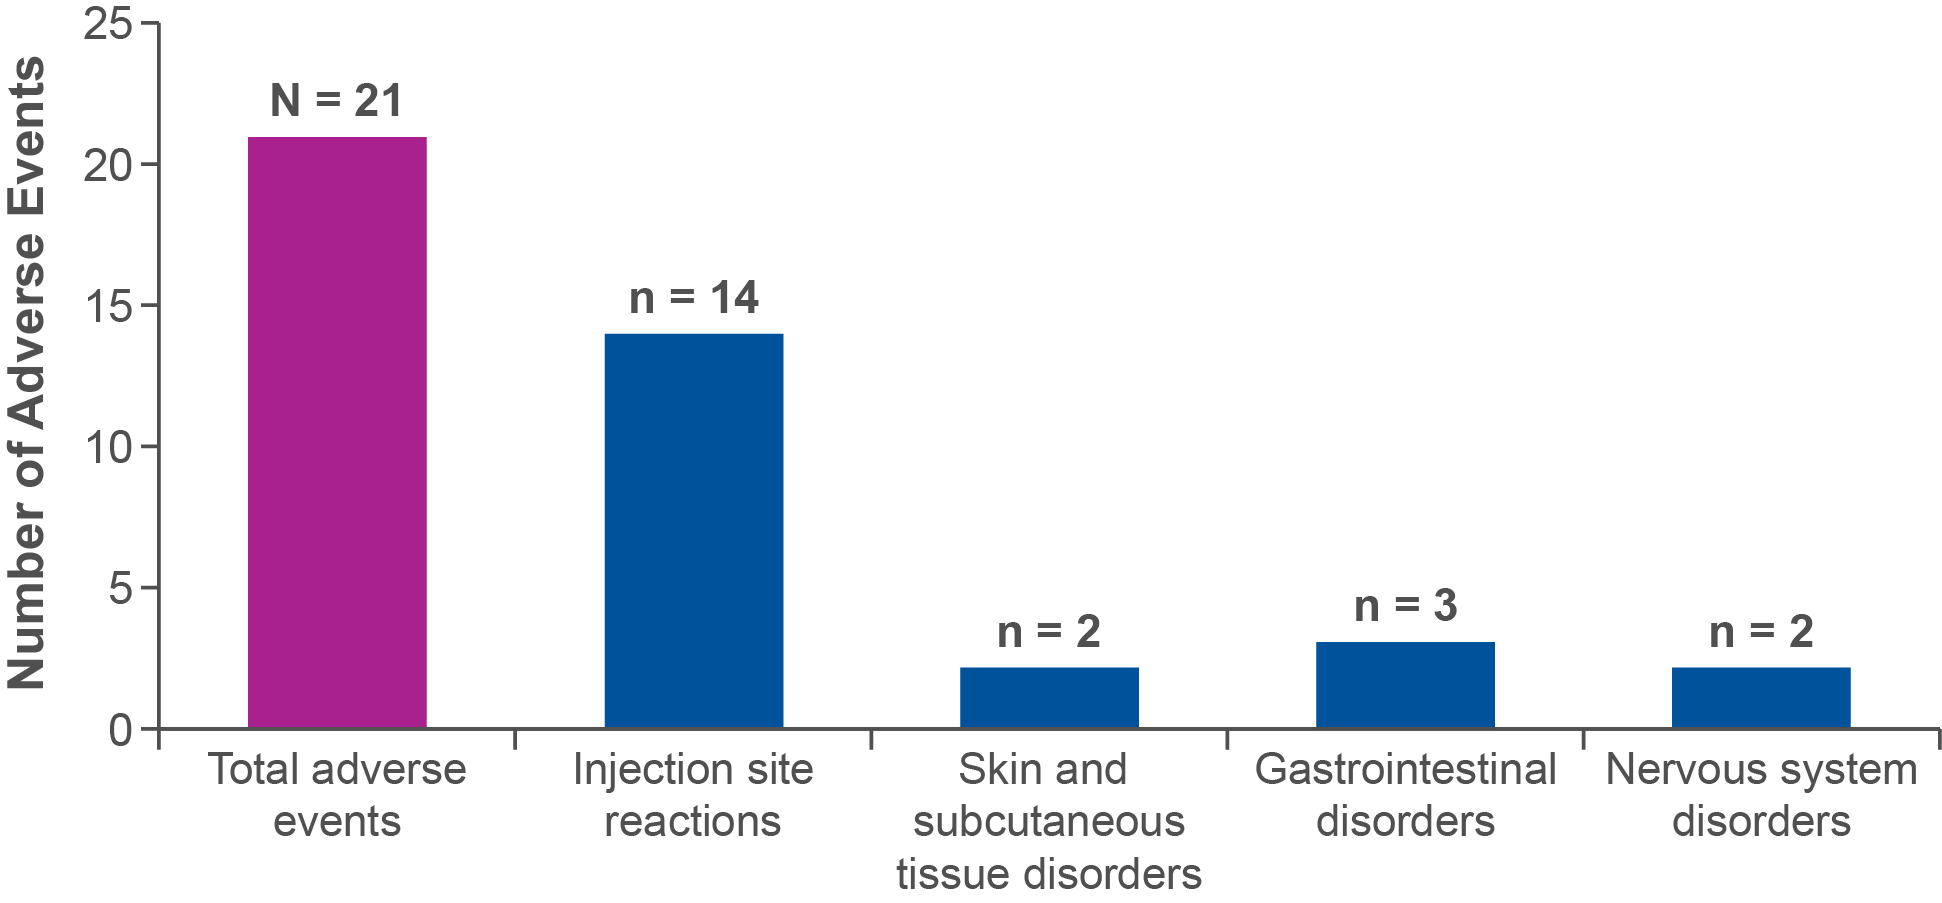 Number of Adverse Events
25
20
15
10
5
0
N = 21
n = 14
n = 2
n = 3
n = 2
Total adverse
events
Injection site
reactions
Skin and
subcutaneous
tissue disorders
Gastrointestinal
disorders
Nervous system
disorders